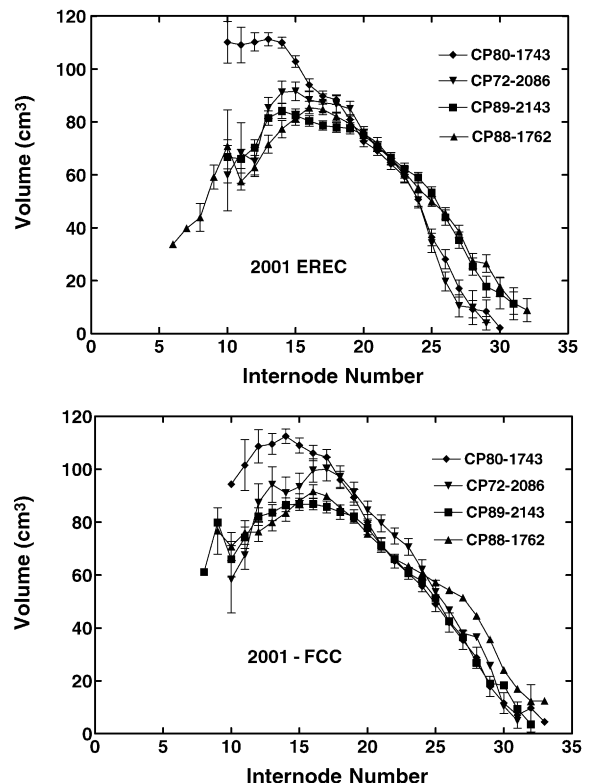 120
100
80
60
40
20
0
Volume (cm³)
CP80-1743
CP72-2086
CP89-2143
CP88-1762
2001 EREC
0 5 10 15 20 25 30 35
Internode Number
120
100
80
60
40
20
0
Volume (cm³)
CP80-1743
CP72-2086
CP89-2143
CP88-1762
2001 - FCC
0 5 10 15 20 25 30 35
Internode Number